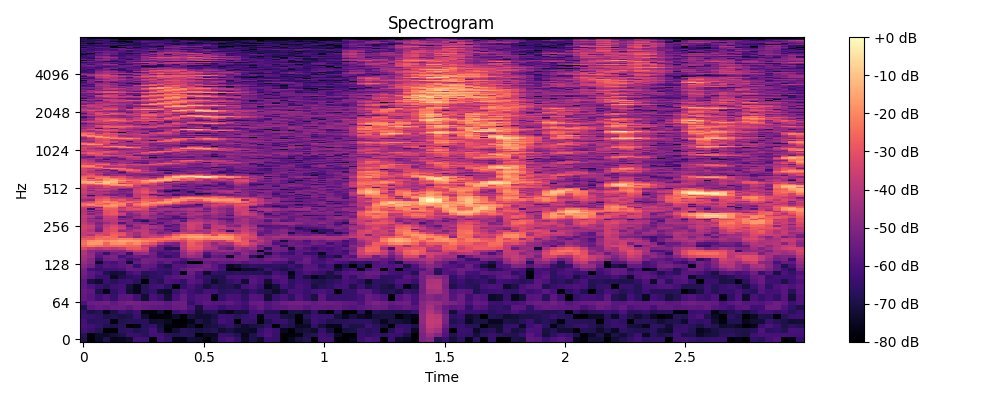 Spectrogram
Hz
4096
2048
1024
512
256
128
64
0
0
0.5
1
1.5
2
2.5
Time
+0 dB
-10 dB
-20 dB
-30 dB
-40 dB
-50 dB
-60 dB
-70 dB
-80 dB